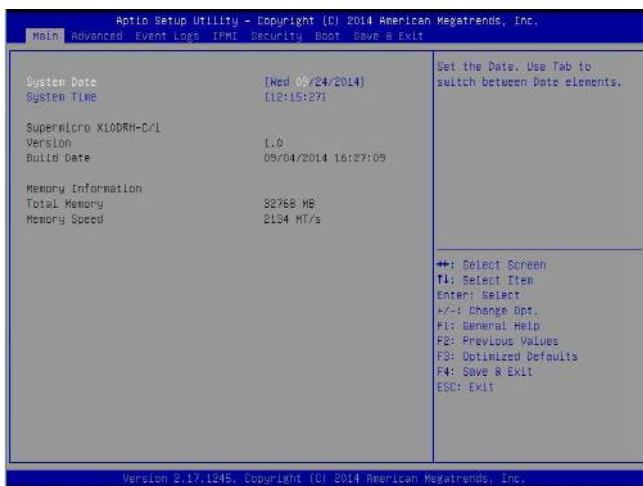 Aptio Setup Utility - Copyright (C) 2014 American Megatrends, Inc.
Main Advanced Event Logs IPMI Security Boot Save & Exit
System Date [Wed 09/24/2014]
System Time [12:15:27]
Supermicro X10DRH-C/i
Version 1.0
Build Date 09/04/2014 16:27:09
Memory Information
Total Memory 32768 MB
Memory Speed 2134 MT/s
Set the Date. Use Tab to
switch between Date elements.
↔: Select Screen
↑↓: Select Item
Enter: Select
+/-: Change Opt.
F1: General Help
F2: Previous Values
F3: Optimized Defaults
F4: Save & Exit
ESC: Exit
Version 2.17.1245. Copyright (C) 2014 American Megatrends, Inc.